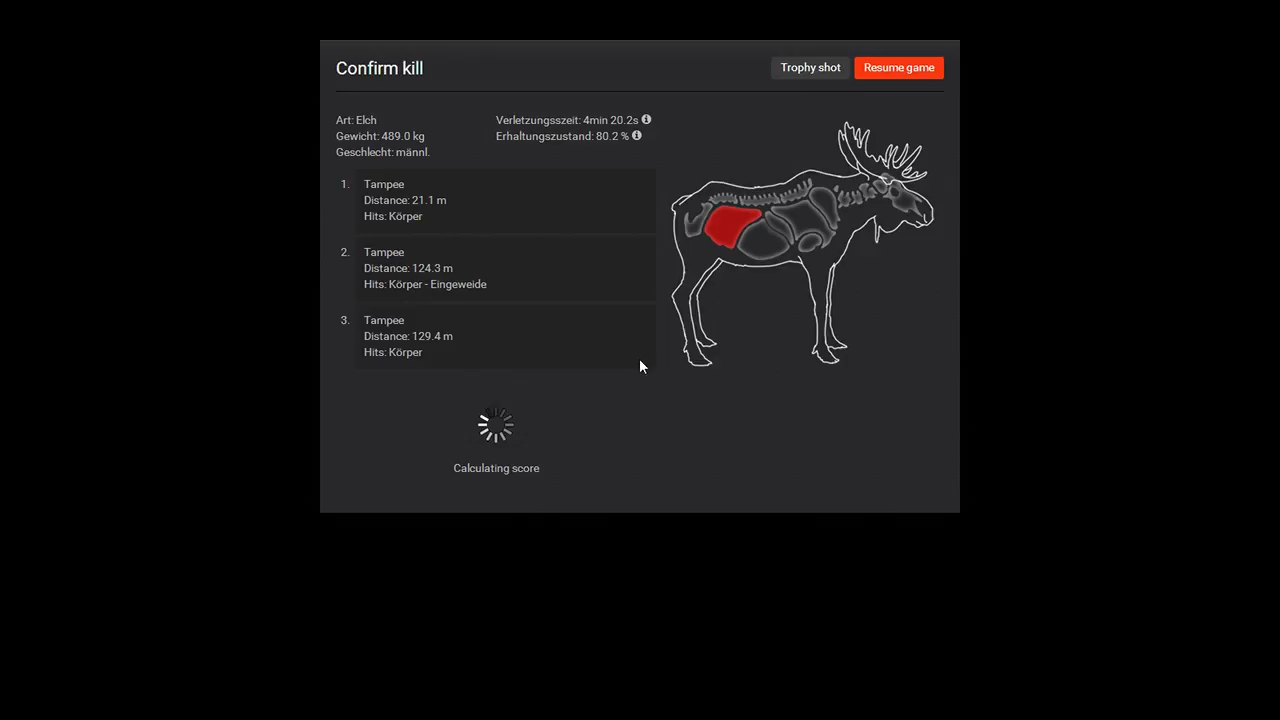 Confirm kill
Trophy shot
Resume game
Art: Elch
Gewicht: 489.0 kg
Geschlecht: männl.
Verletzungsszeit: 4min 20.2s
Erhaltungszustand: 80.2 %
1.
Tampee
Distance: 21.1 m
Hits: Körper
2.
Tampee
Distance: 124.3 m
Hits: Körper - Eingeweide
3.
Tampee
Distance: 129.4 m
Hits: Körper
Calculating score